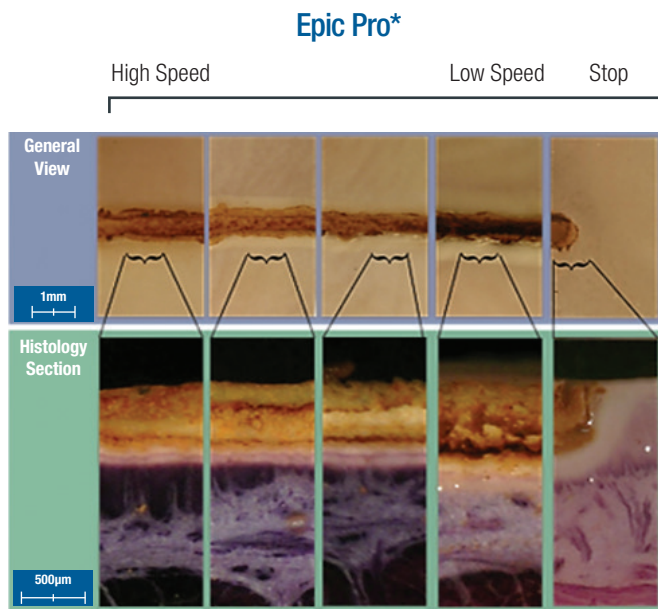 Epic Pro*
High Speed
Low Speed
Stop
General
View
1mm
Histology
Section
500µm